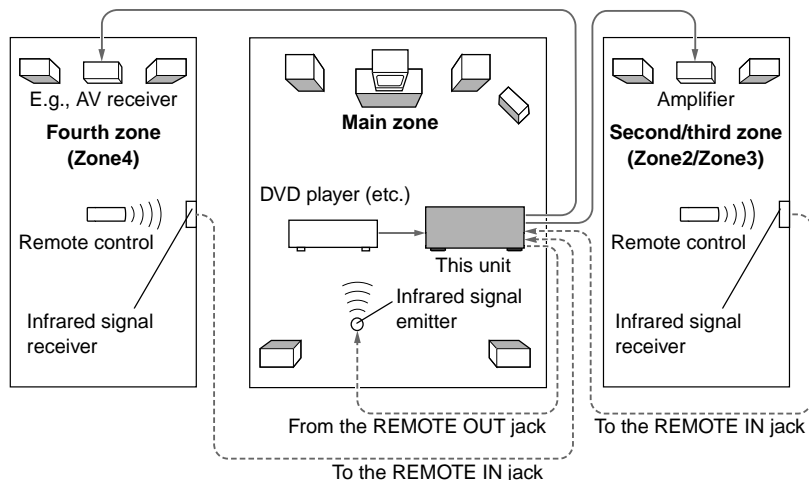 E.g., AV receiver
Fourth zone
(Zone4)
Remote control
Infrared signal
receiver
Main zone
DVD player (etc.)
This unit
Infrared signal
emitter
From the REMOTE OUT jack
To the REMOTE IN jack
Amplifier
Second/third zone
(Zone2/Zone3)
Remote control
Infrared signal
receiver
To the REMOTE IN jack